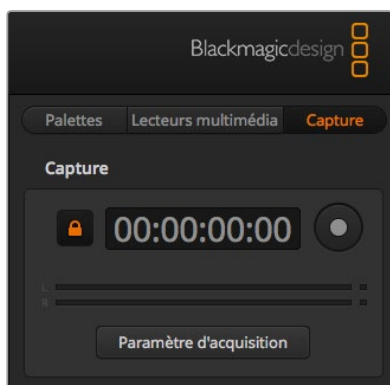 Blackmagicdesign
Palettes Lecteurs multimédia Capture
Capture
00:00:00:00
L
R
Paramètre d'acquisition